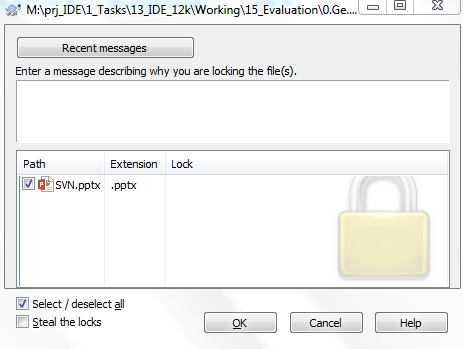 M:\prj_IDE\1_Tasks\13_IDE_12k\Working\15_Evaluation\0.Ge....
Recent messages
Enter a message describing why you are locking the file(s).
Path Extension Lock
SVN.pptx .pptx
Select / deselect all
Steal the locks
OK Cancel Help